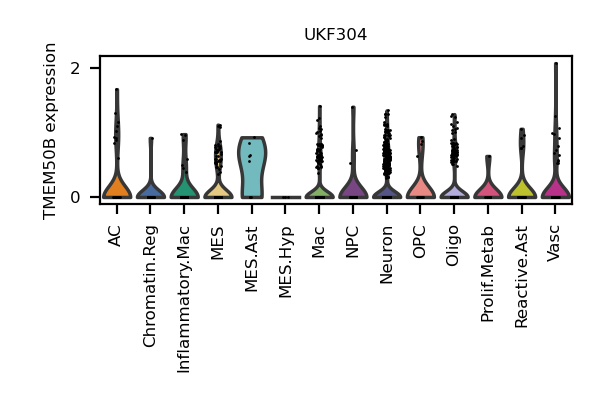 UKF304
TMEM50B expression
2
0
AC
Chromatin.Reg
Inflammatory.Mac
MES
MES.Ast
MES.Hyp
Mac
NPC
Neuron
OPC
Oligo
Prolif.Metab
Reactive.Ast
Vasc